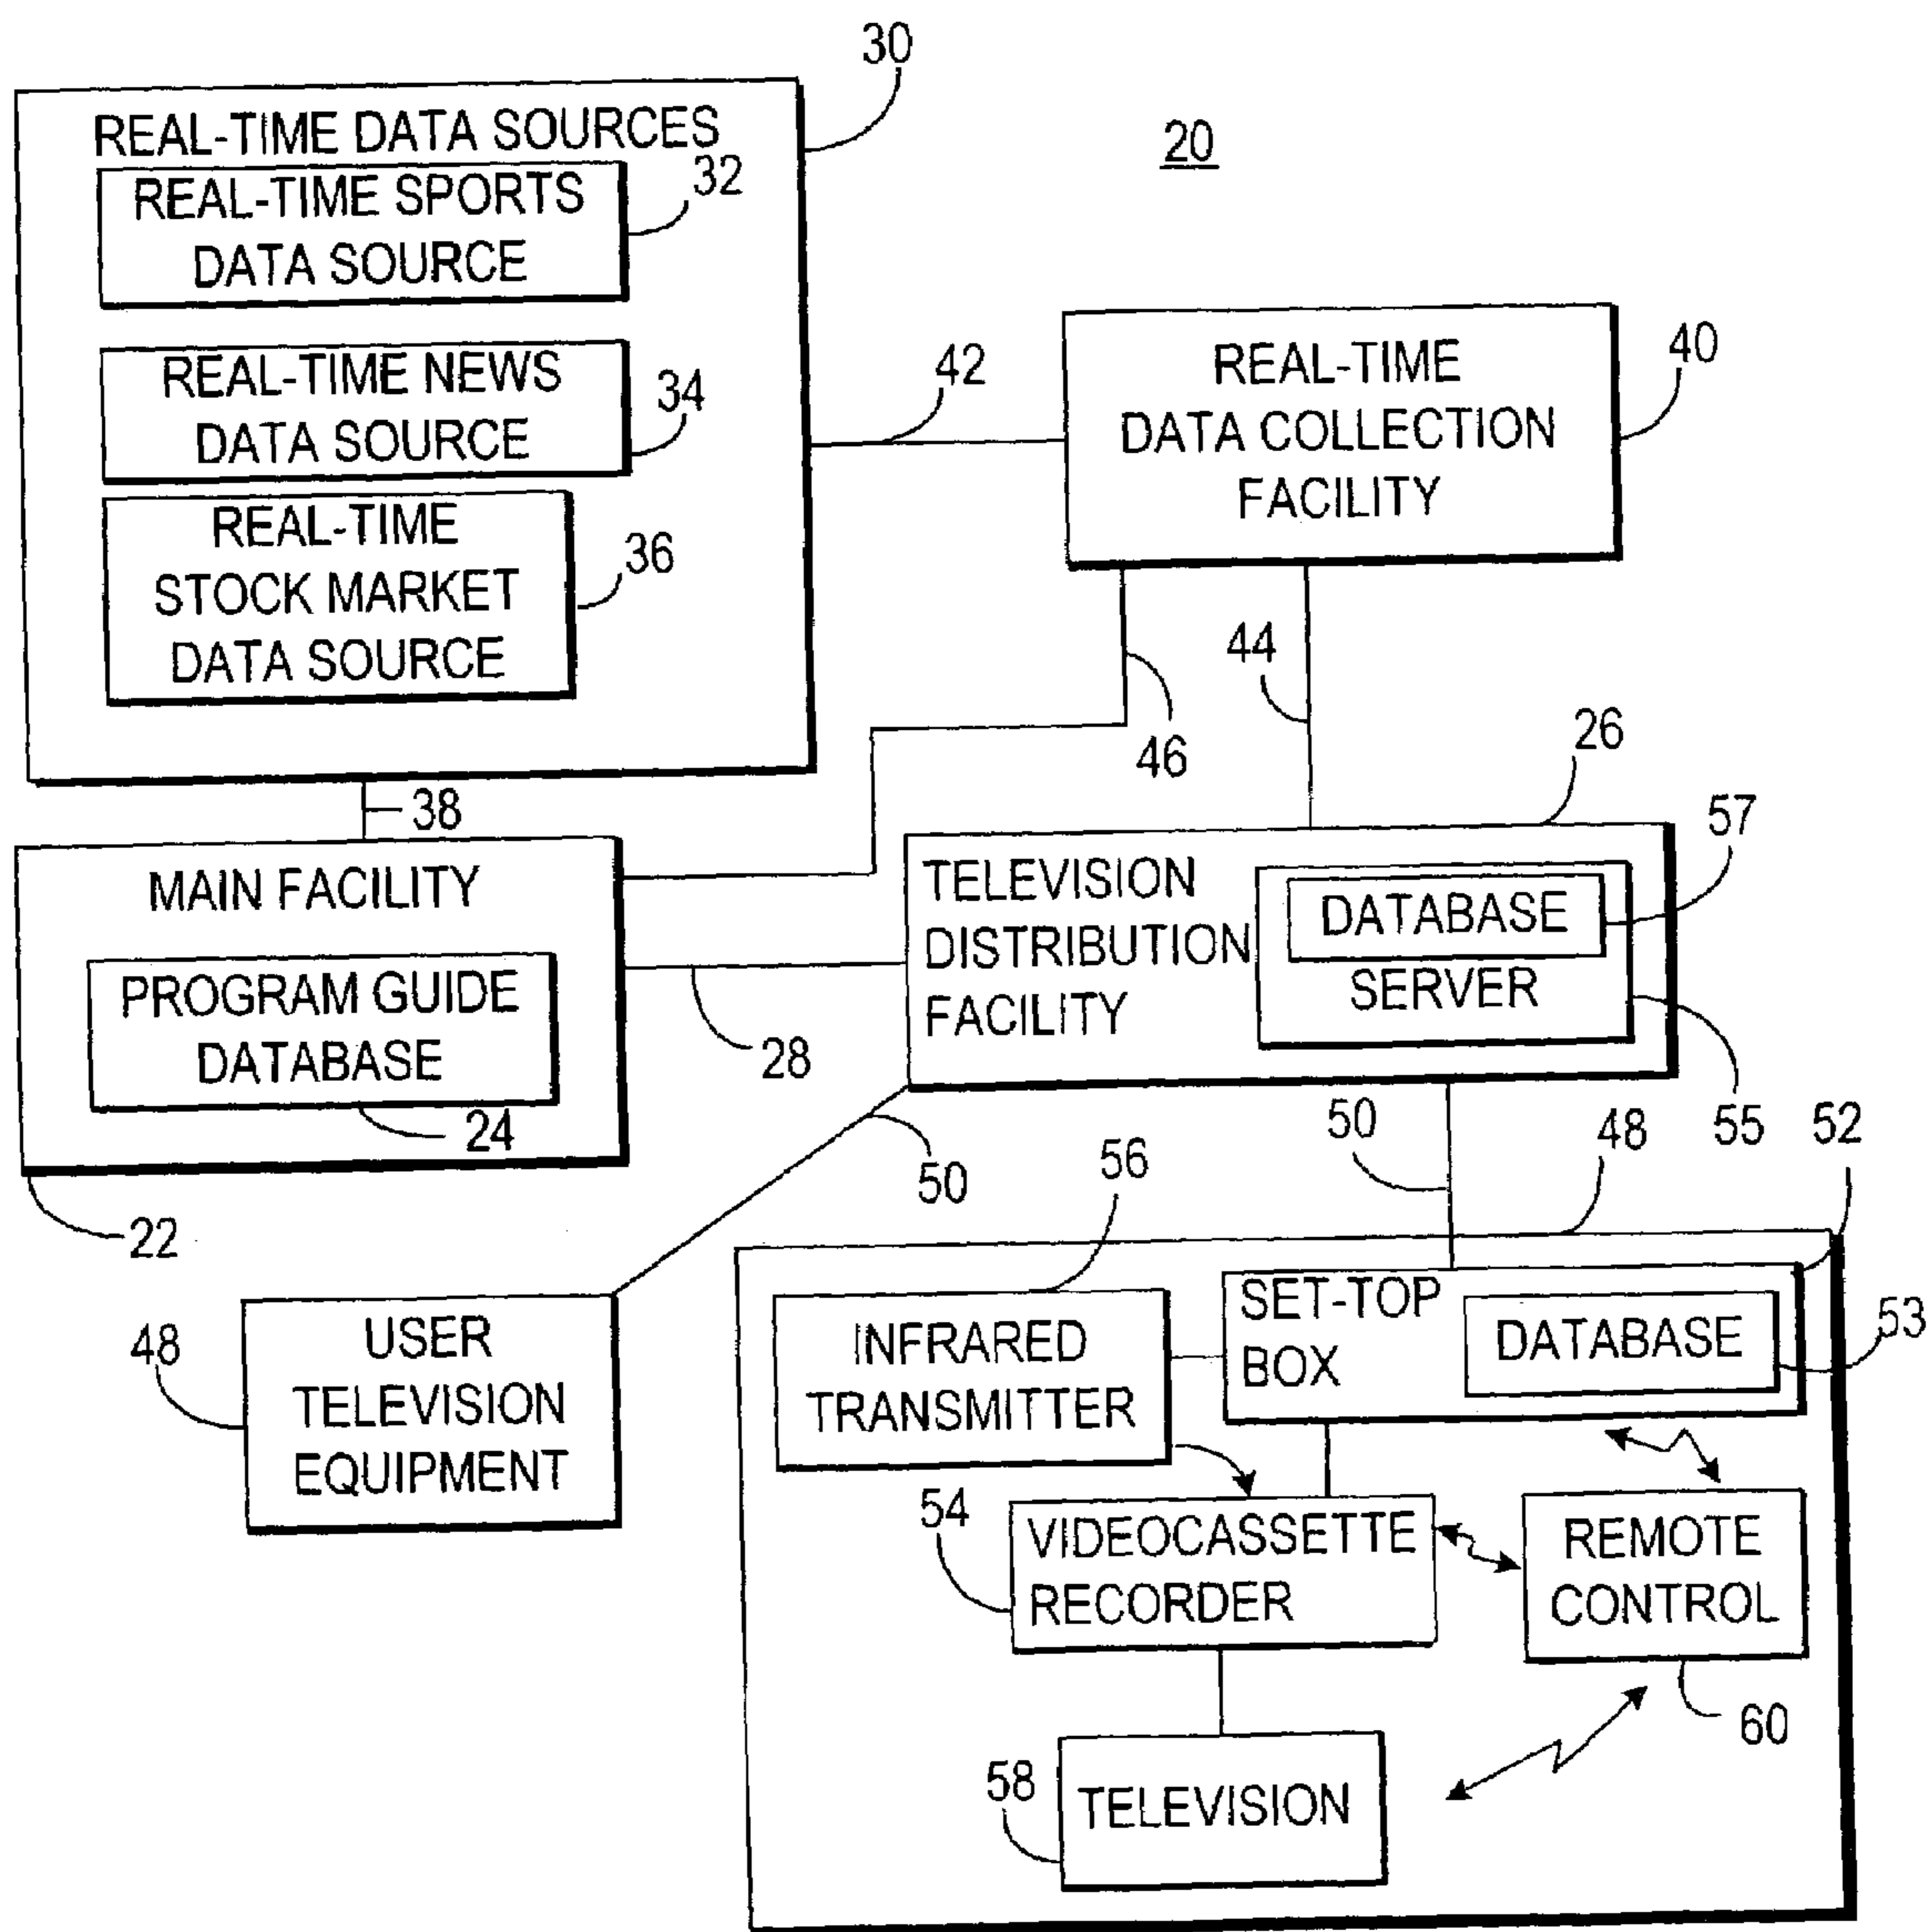 30
REAL-TIME DATA SOURCES
20
REAL-TIME SPORTS
DATA SOURCE
32
REAL-TIME NEWS
DATA SOURCE
34
REAL-TIME
STOCK MARKET
DATA SOURCE
36
42
REAL-TIME
DATA COLLECTION
FACILITY
40
44
46
38
26
57
MAIN FACILITY
PROGRAM GUIDE
DATABASE
24
22
28
TELEVISION
DISTRIBUTION
FACILITY
DATABASE
SERVER
55
50
50
48
52
56
USER
TELEVISION
EQUIPMENT
48
INFRARED
TRANSMITTER
SET-TOP
BOX
DATABASE
53
54
VIDEOCASSETTE
RECORDER
REMOTE
CONTROL
60
58
TELEVISION